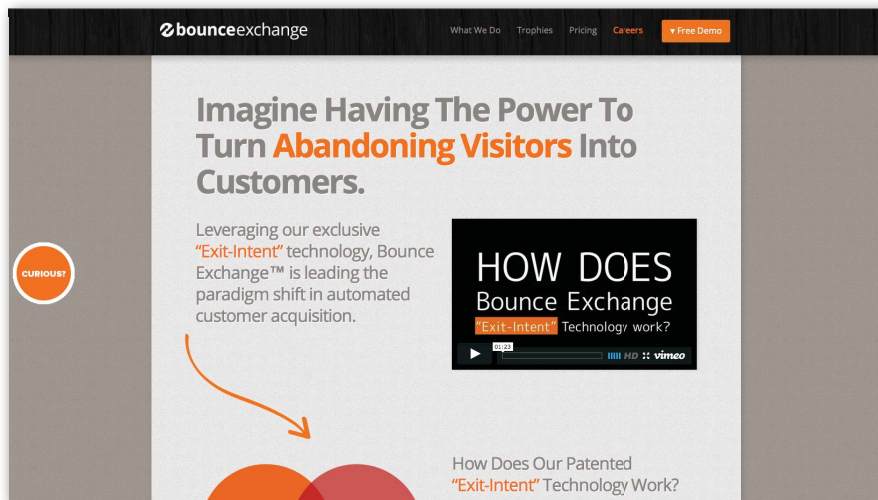 bounceexchange
What We Do Trophies Pricing Careers ▾ Free Demo
Imagine Having The Power To
Turn Abandoning Visitors Into
Customers.
Leveraging our exclusive
“Exit-Intent” technology, Bounce
Exchange™ is leading the
paradigm shift in automated
customer acquisition.
CURIOUS?
HOW DOES
Bounce Exchange
“Exit-Intent” Technology work?
01:23
HD vimeo
How Does Our Patented
“Exit-Intent” Technology Work?